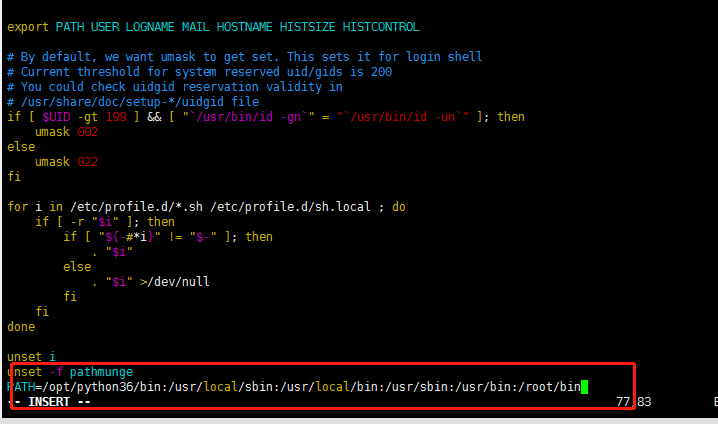 export PATH USER LOGNAME MAIL HOSTNAME HISTSIZE HISTCONTROL
# By default, we want umask to get set. This sets it for login shell
# Current threshold for system reserved uid/gids is 200
# You could check uidgid reservation validity in
# /usr/share/doc/setup-*/uidgid file
if [ $UID -gt 199 ] && [ "`/usr/bin/id -gn`" = "`/usr/bin/id -un`" ]; then
    umask 002
else
    umask 022
fi
for i in /etc/profile.d/*.sh /etc/profile.d/sh.local ; do
    if [ -r "$i" ]; then
        if [ "${-#*i}" != "$-" ]; then
            . "$i"
        else
            . "$i" >/dev/null
        fi
    fi
done
unset i
unset -f pathmunge
PATH=/opt/python36/bin:/usr/local/sbin:/usr/local/bin:/usr/sbin:/usr/bin:/root/bin
-- INSERT -- 77,83